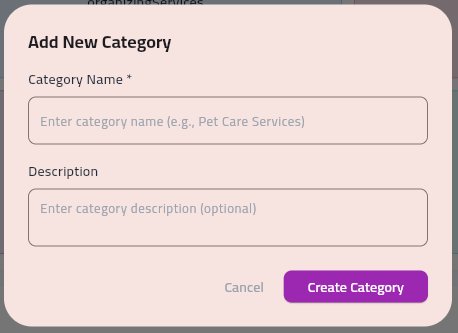 organizingServices
Add New Category
Category Name *
Enter category name (e.g., Pet Care Services)
Description
Enter category description (optional)
Cancel
Create Category